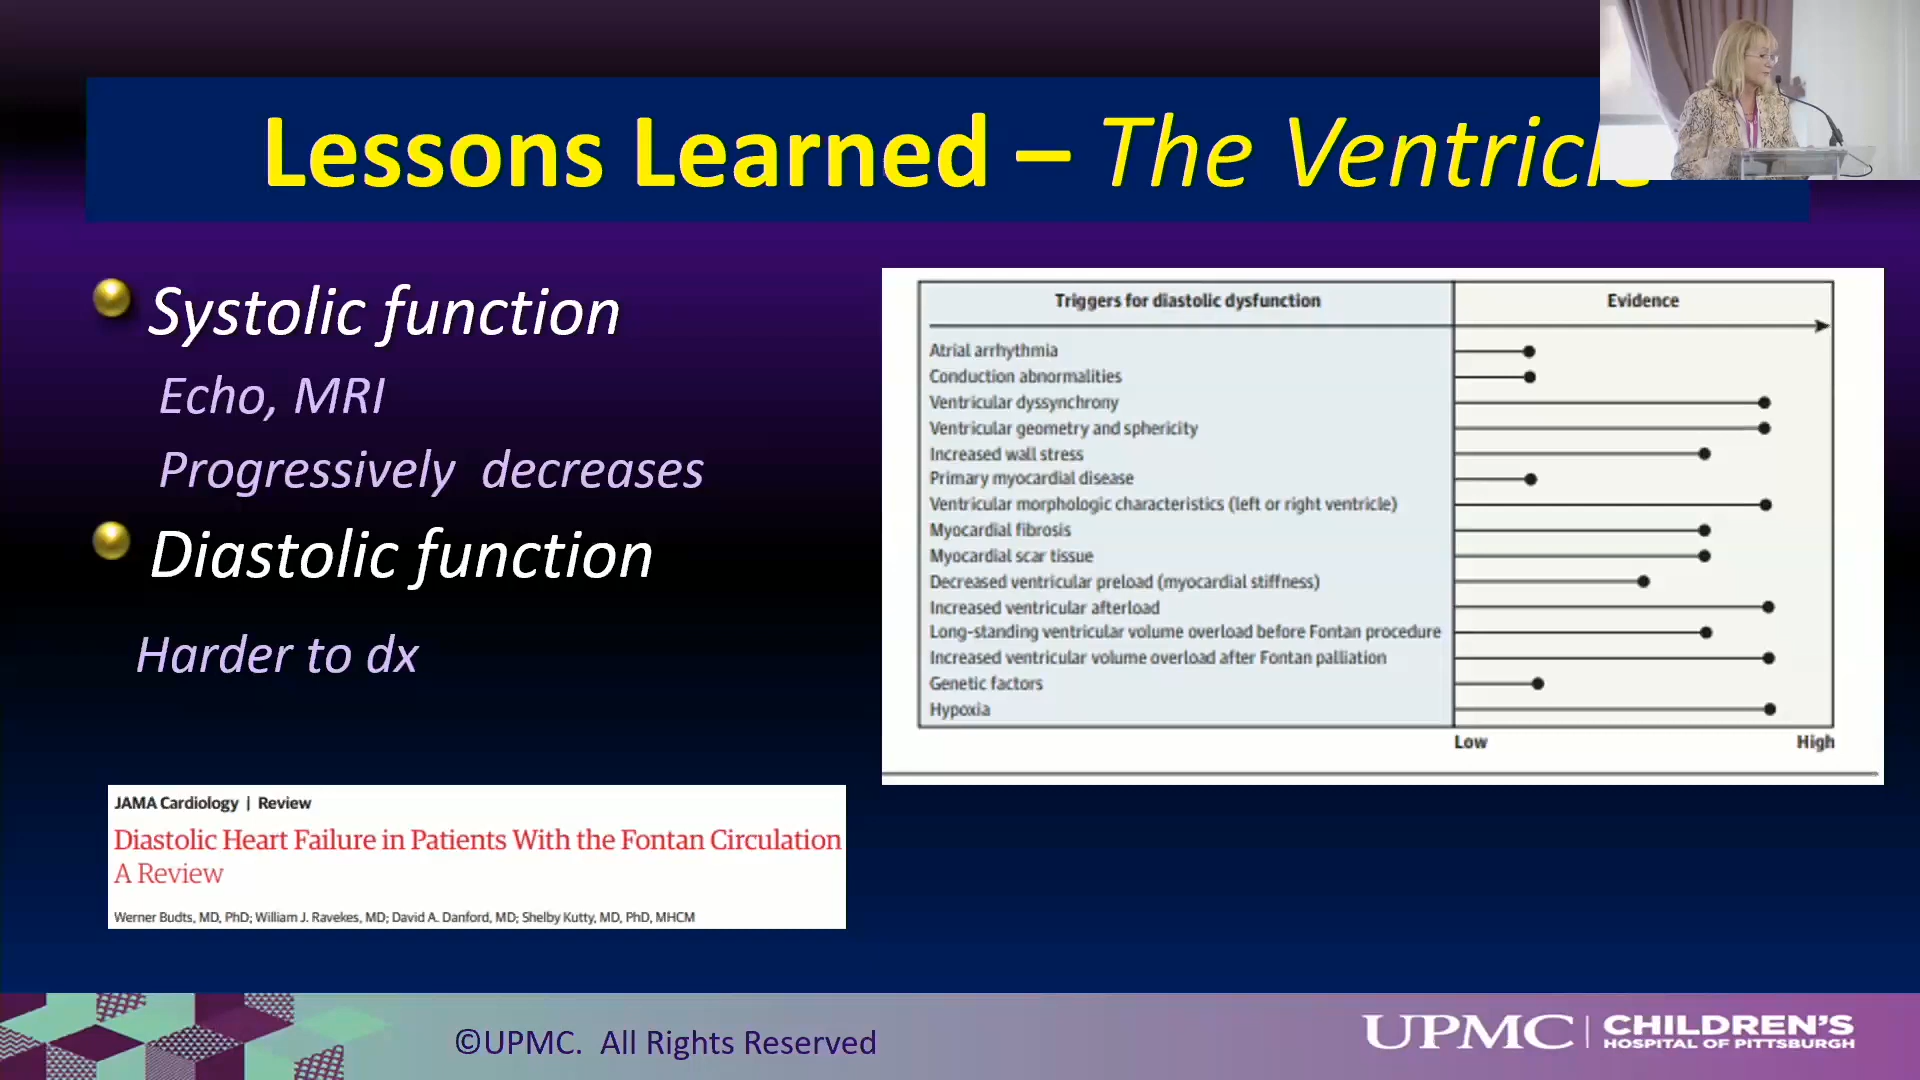 Lessons Learned – The Ventricle
Systolic function
Echo, MRI
Progressively decreases
Diastolic function
Harder to dx
Triggers for diastolic dysfunction
Evidence
Atrial arrhythmia
Conduction abnormalities
Ventricular dyssynchrony
Ventricular geometry and sphericity
Increased wall stress
Primary myocardial disease
Ventricular morphologic characteristics (left or right ventricle)
Myocardial fibrosis
Myocardial scar tissue
Decreased ventricular preload (myocardial stiffness)
Increased ventricular afterload
Long-standing ventricular volume overload before Fontan procedure
Increased ventricular volume overload after Fontan palliation
Genetic factors
Hypoxia
Low
High
JAMA Cardiology | Review
Diastolic Heart Failure in Patients With the Fontan Circulation
A Review
Werner Budts, MD, PhD; William J. Ravekes, MD; David A. Danford, MD; Shelby Kutty, MD, PhD, MHCM
©UPMC. All Rights Reserved
UPMC | CHILDREN'S
HOSPITAL OF PITTSBURGH